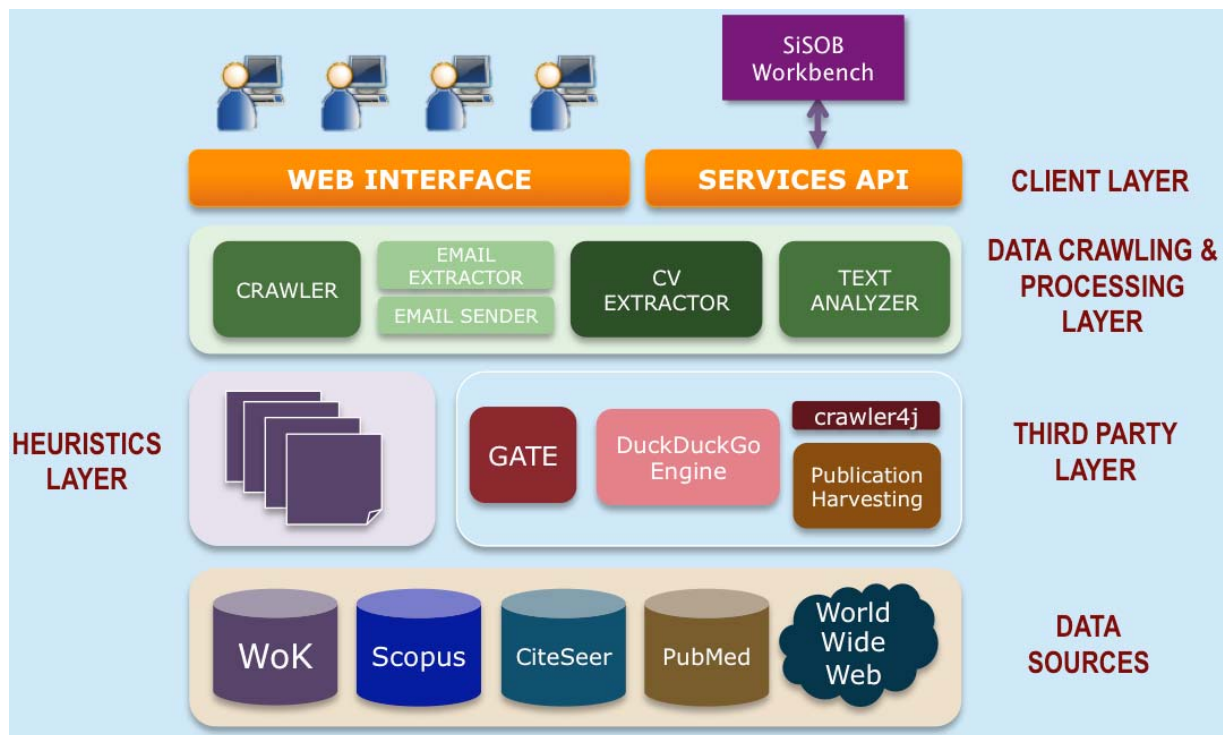 SiSOB
Workbench
WEB INTERFACE
SERVICES API
CLIENT LAYER
CRAWLER
EMAIL
EXTRACTOR
EMAIL SENDER
CV
EXTRACTOR
TEXT
ANALYZER
DATA CRAWLING &
PROCESSING
LAYER
HEURISTICS
LAYER
GATE
DuckDuckGo
Engine
crawler4j
Publication
Harvesting
THIRD PARTY
LAYER
WoK
Scopus
CiteSeer
PubMed
World
Wide
Web
DATA
SOURCES